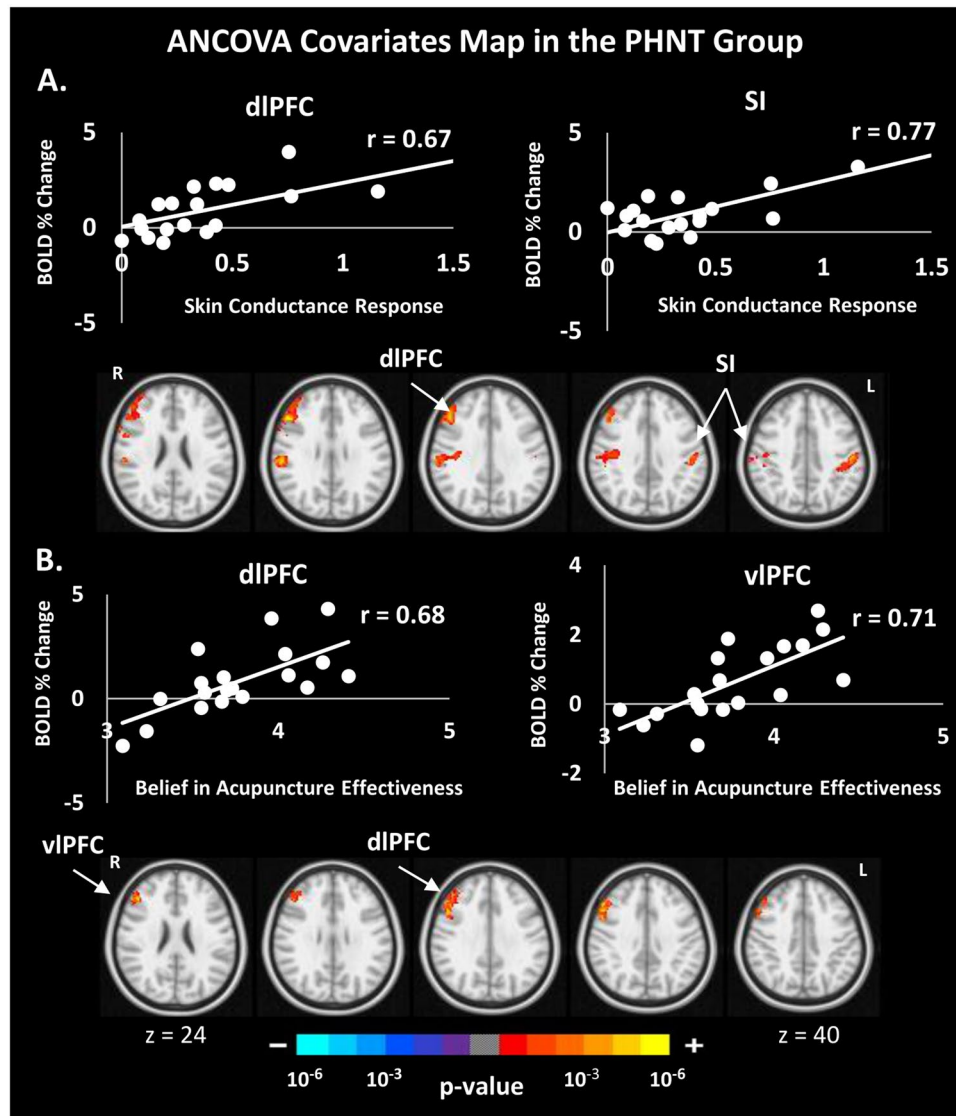 ANCOVA Covariates Map in the PHNT Group
A.
dlPFC
r = 0.67
BOLD % Change
5
0
-5
0
0.5
1
1.5
Skin Conductance Response
SI
r = 0.77
BOLD % Change
5
0
-5
0
0.5
1
1.5
Skin Conductance Response
dlPFC
SI
R
L
B.
dlPFC
r = 0.68
BOLD % Change
5
0
-5
3
4
5
Belief in Acupuncture Effectiveness
vlPFC
r = 0.71
BOLD % Change
4
2
0
-2
3
4
5
Belief in Acupuncture Effectiveness
vlPFC
dlPFC
R
L
z = 24
z = 40
− +
10-6 10-3 p-value 10-3 10-6